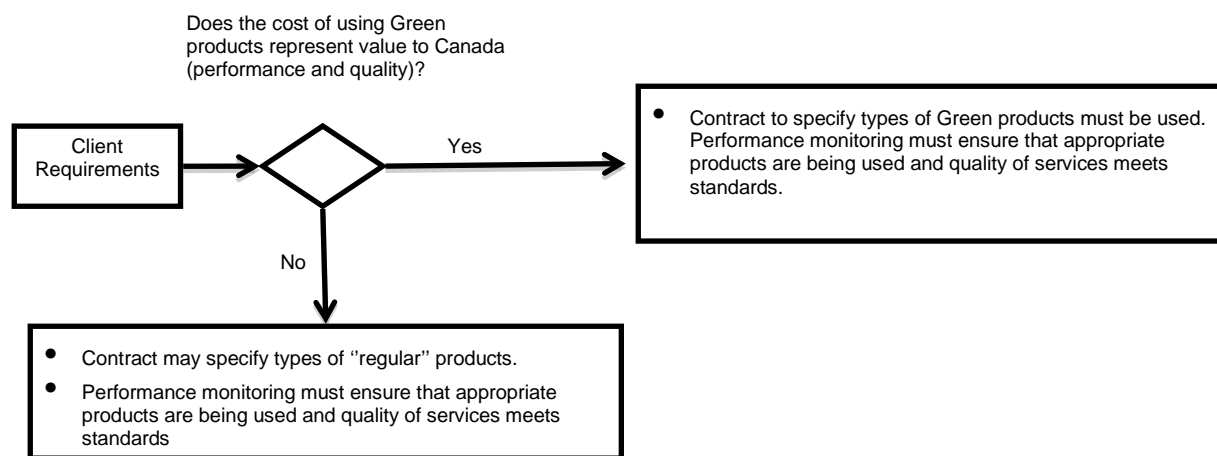 Does the cost of using Green
products represent value to Canada
(performance and quality)?
Client
Requirements
Yes
• Contract to specify types of Green products must be used.
Performance monitoring must ensure that appropriate
products are being used and quality of services meets
standards.
No
• Contract may specify types of ‘’regular’’ products.
• Performance monitoring must ensure that appropriate
products are being used and quality of services meets
standards